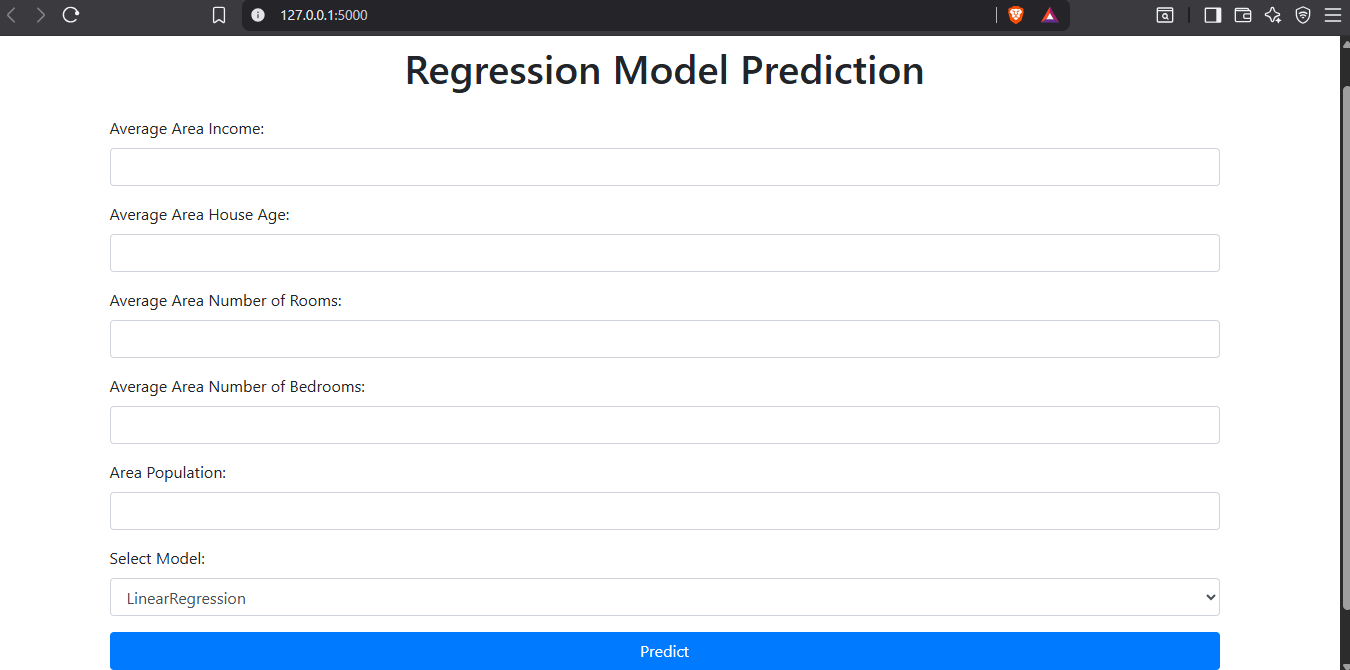 127.0.0.1:5000
Regression Model Prediction
Average Area Income:
Average Area House Age:
Average Area Number of Rooms:
Average Area Number of Bedrooms:
Area Population:
Select Model:
LinearRegression
Predict